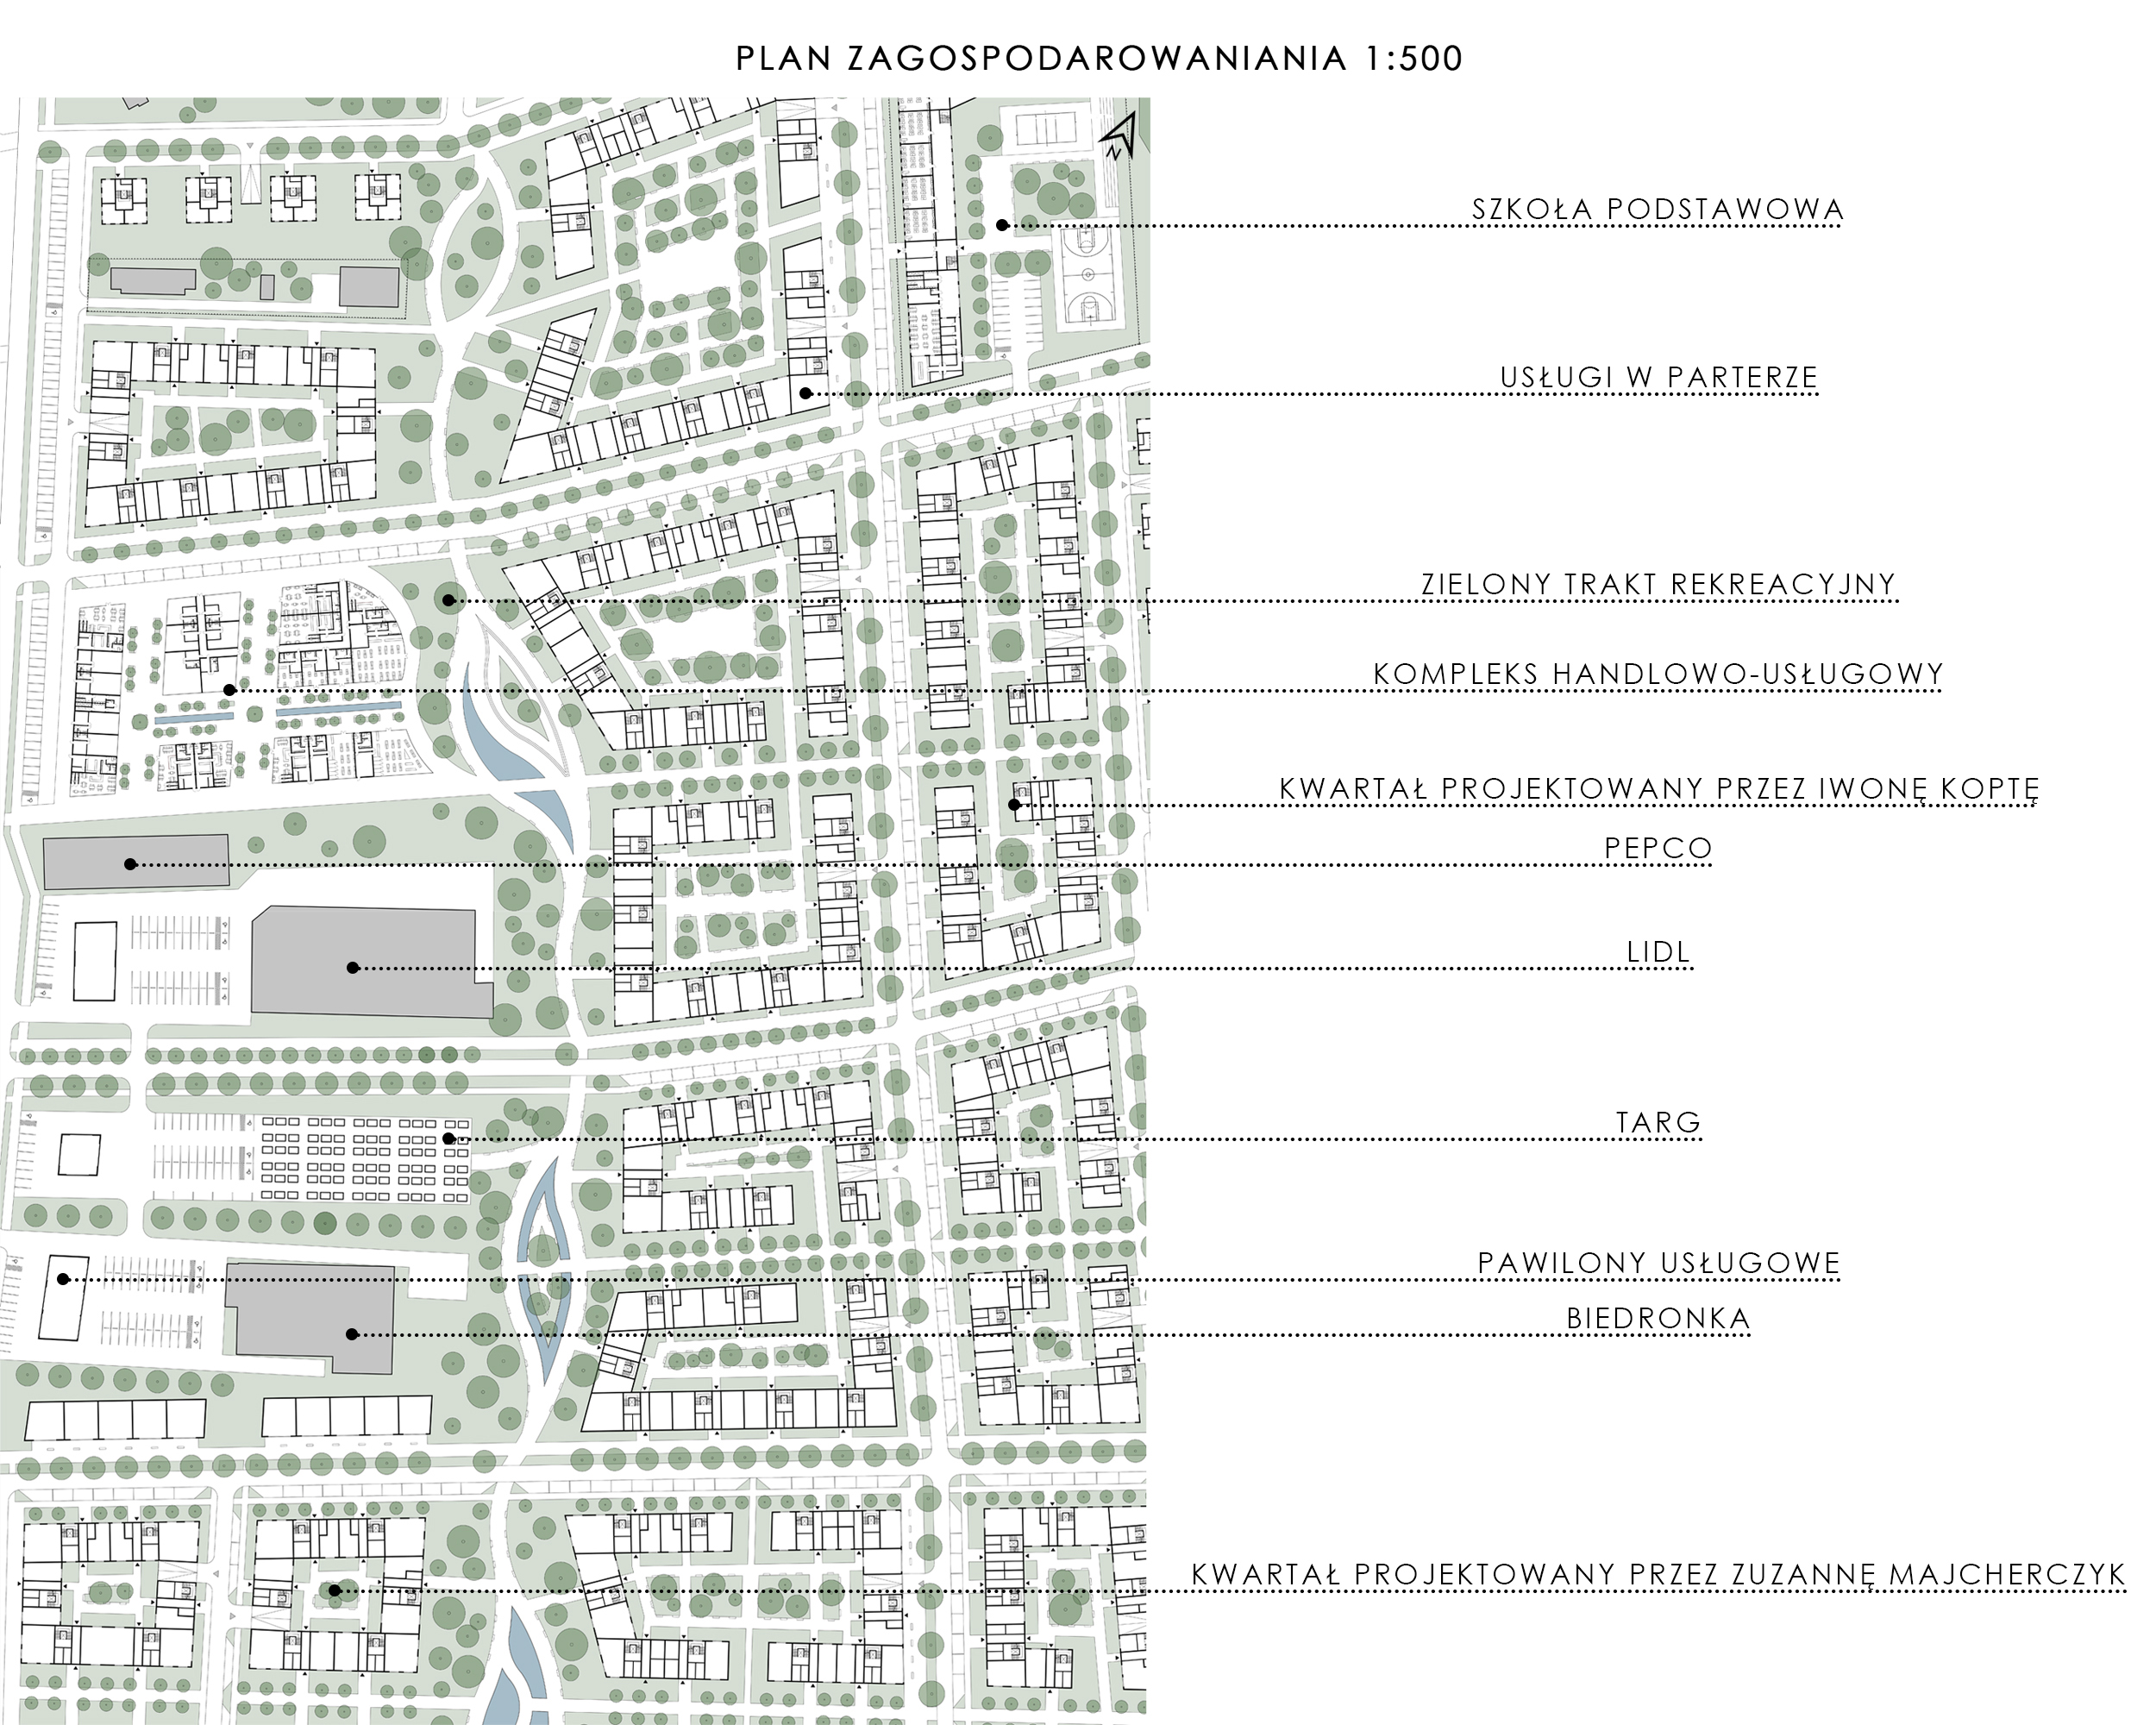 PLAN ZAGOSPODAROWANIANIA 1:500
N
SZKOŁA PODSTAWOWA
USŁUGI W PARTERZE
ZIELONY TRAKT REKREACYJNY
KOMPLEKS HANDLOWO-USŁUGOWY
KWARTAŁ PROJEKTOWANY PRZEZ IWONĘ KOPTĘ
PEPCO
LIDL
TARG
PAWILONY USŁUGOWE
BIEDRONKA
KWARTAŁ PROJEKTOWANY PRZEZ ZUZANNĘ MAJCHERCZYK